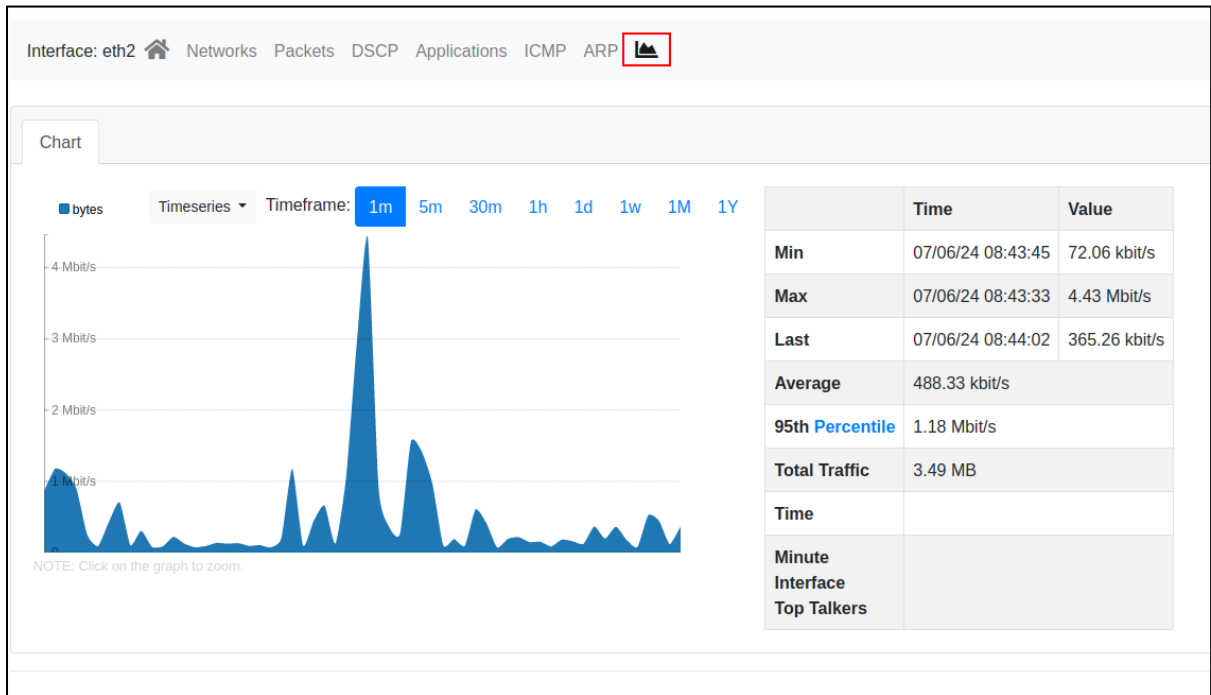 Interface: eth2 Networks Packets DSCP Applications ICMP ARP
Chart
bytes Timeseries Timeframe: 1m 5m 30m 1h 1d 1w 1M 1Y
4 Mbit/s
3 Mbit/s
2 Mbit/s
1 Mbit/s
0
NOTE: Click on the graph to zoom.
Time Value
Min 07/06/24 08:43:45 72.06 kbit/s
Max 07/06/24 08:43:33 4.43 Mbit/s
Last 07/06/24 08:44:02 365.26 kbit/s
Average 488.33 kbit/s
95th Percentile 1.18 Mbit/s
Total Traffic 3.49 MB
Time
Minute
Interface
Top Talkers